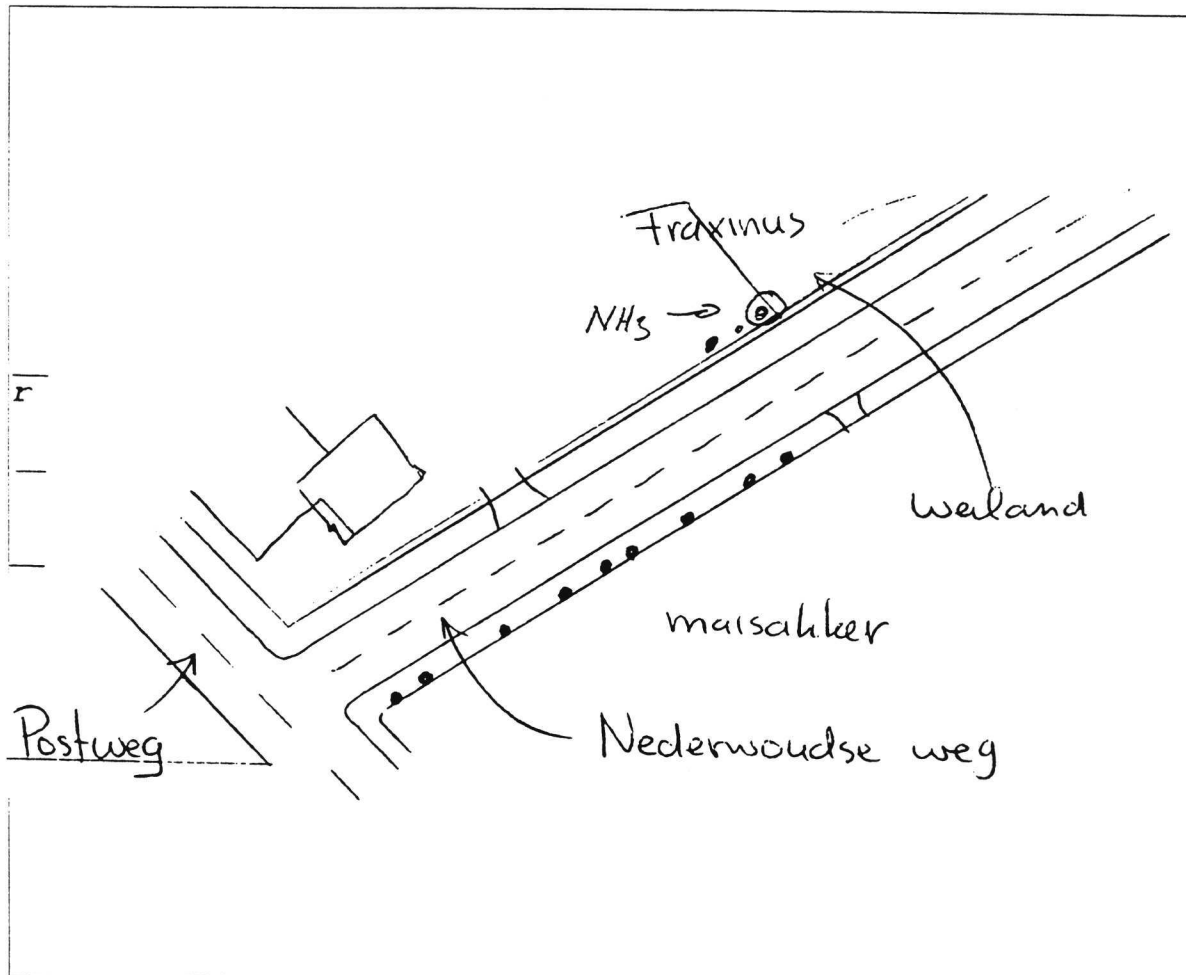 Fraxinus
NH3
r
weiland
maisakker
Postweg
Nederwoudse weg